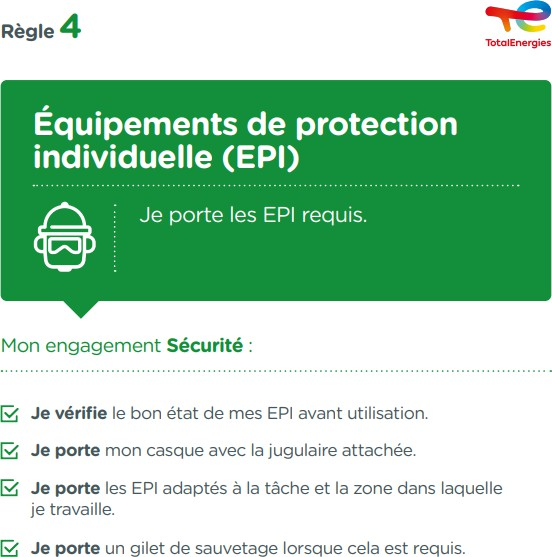 Règle 4
TotalEnergies
Équipements de protection
individuelle (EPI)
Je porte les EPI requis.
Mon engagement Sécurité :
Je vérifie le bon état de mes EPI avant utilisation.
Je porte mon casque avec la jugulaire attachée.
Je porte les EPI adaptés à la tâche et la zone dans laquelle
je travaille.
Je porte un gilet de sauvetage lorsque cela est requis.